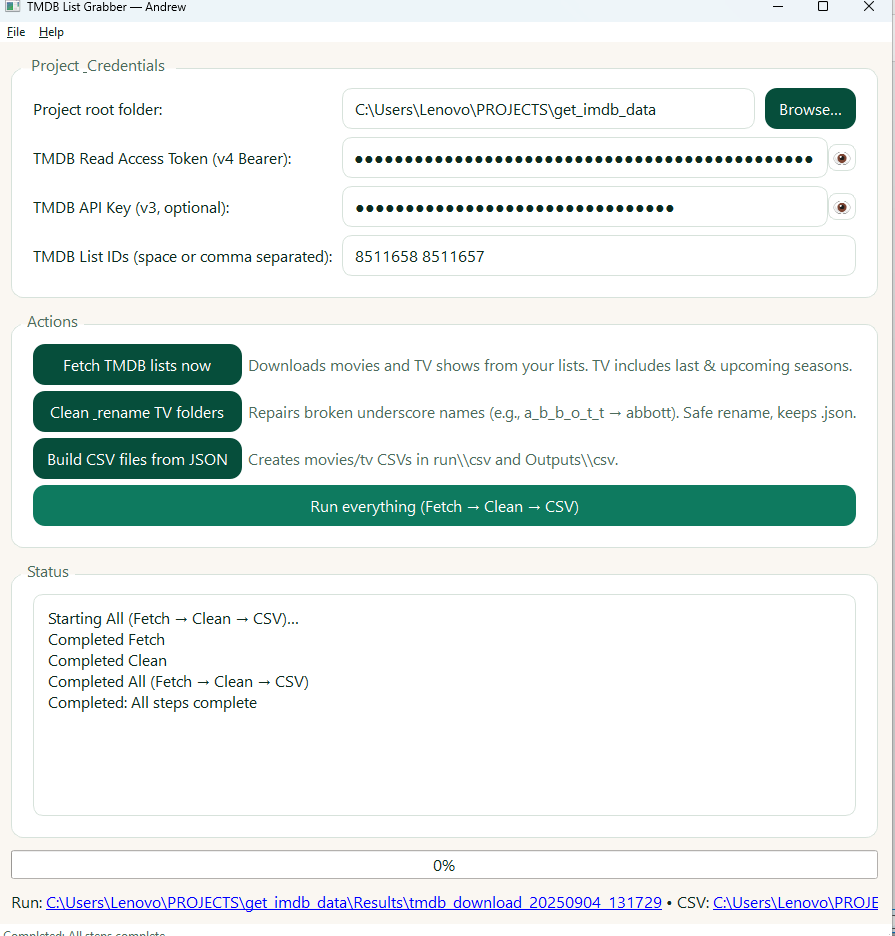 TMDB List Grabber — Andrew
File Help
Project _Credentials
Project root folder: C:\Users\Lenovo\PROJECTS\get_imdb_data Browse...
TMDB Read Access Token (v4 Bearer): ●●●●●●●●●●●●●●●●●●●●●●●●●●●●●●●●●●●●●●●●●●●●●●
TMDB API Key (v3, optional): ●●●●●●●●●●●●●●●●●●●●●●●●●●●●●●●●
TMDB List IDs (space or comma separated): 8511658 8511657
Actions
Fetch TMDB lists now Downloads movies and TV shows from your lists. TV includes last & upcoming seasons.
Clean _rename TV folders Repairs broken underscore names (e.g., a_b_b_o_t_t → abbott). Safe rename, keeps .json.
Build CSV files from JSON Creates movies/tv CSVs in run\\csv and Outputs\\csv.
Run everything (Fetch → Clean → CSV)
Status
Starting All (Fetch → Clean → CSV)...
Completed Fetch
Completed Clean
Completed All (Fetch → Clean → CSV)
Completed: All steps complete
0%
Run: C:\Users\Lenovo\PROJECTS\get_imdb_data\Results\tmdb_download_20250904_131729 • CSV: C:\Users\Lenovo\PROJE
Completed: All steps complete